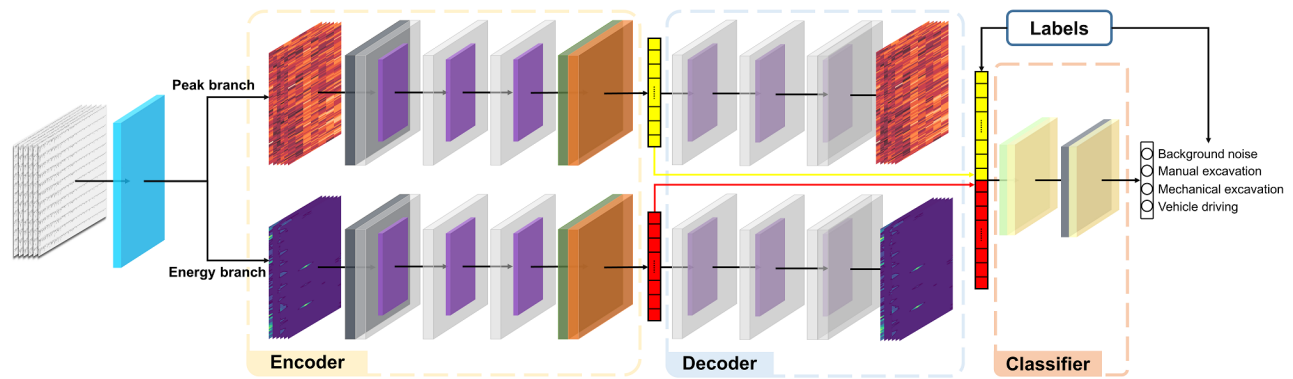 Labels
Peak branch
Energy branch
Background noise
Manual excavation
Mechanical excavation
Vehicle driving
Encoder
Decoder
Classifier